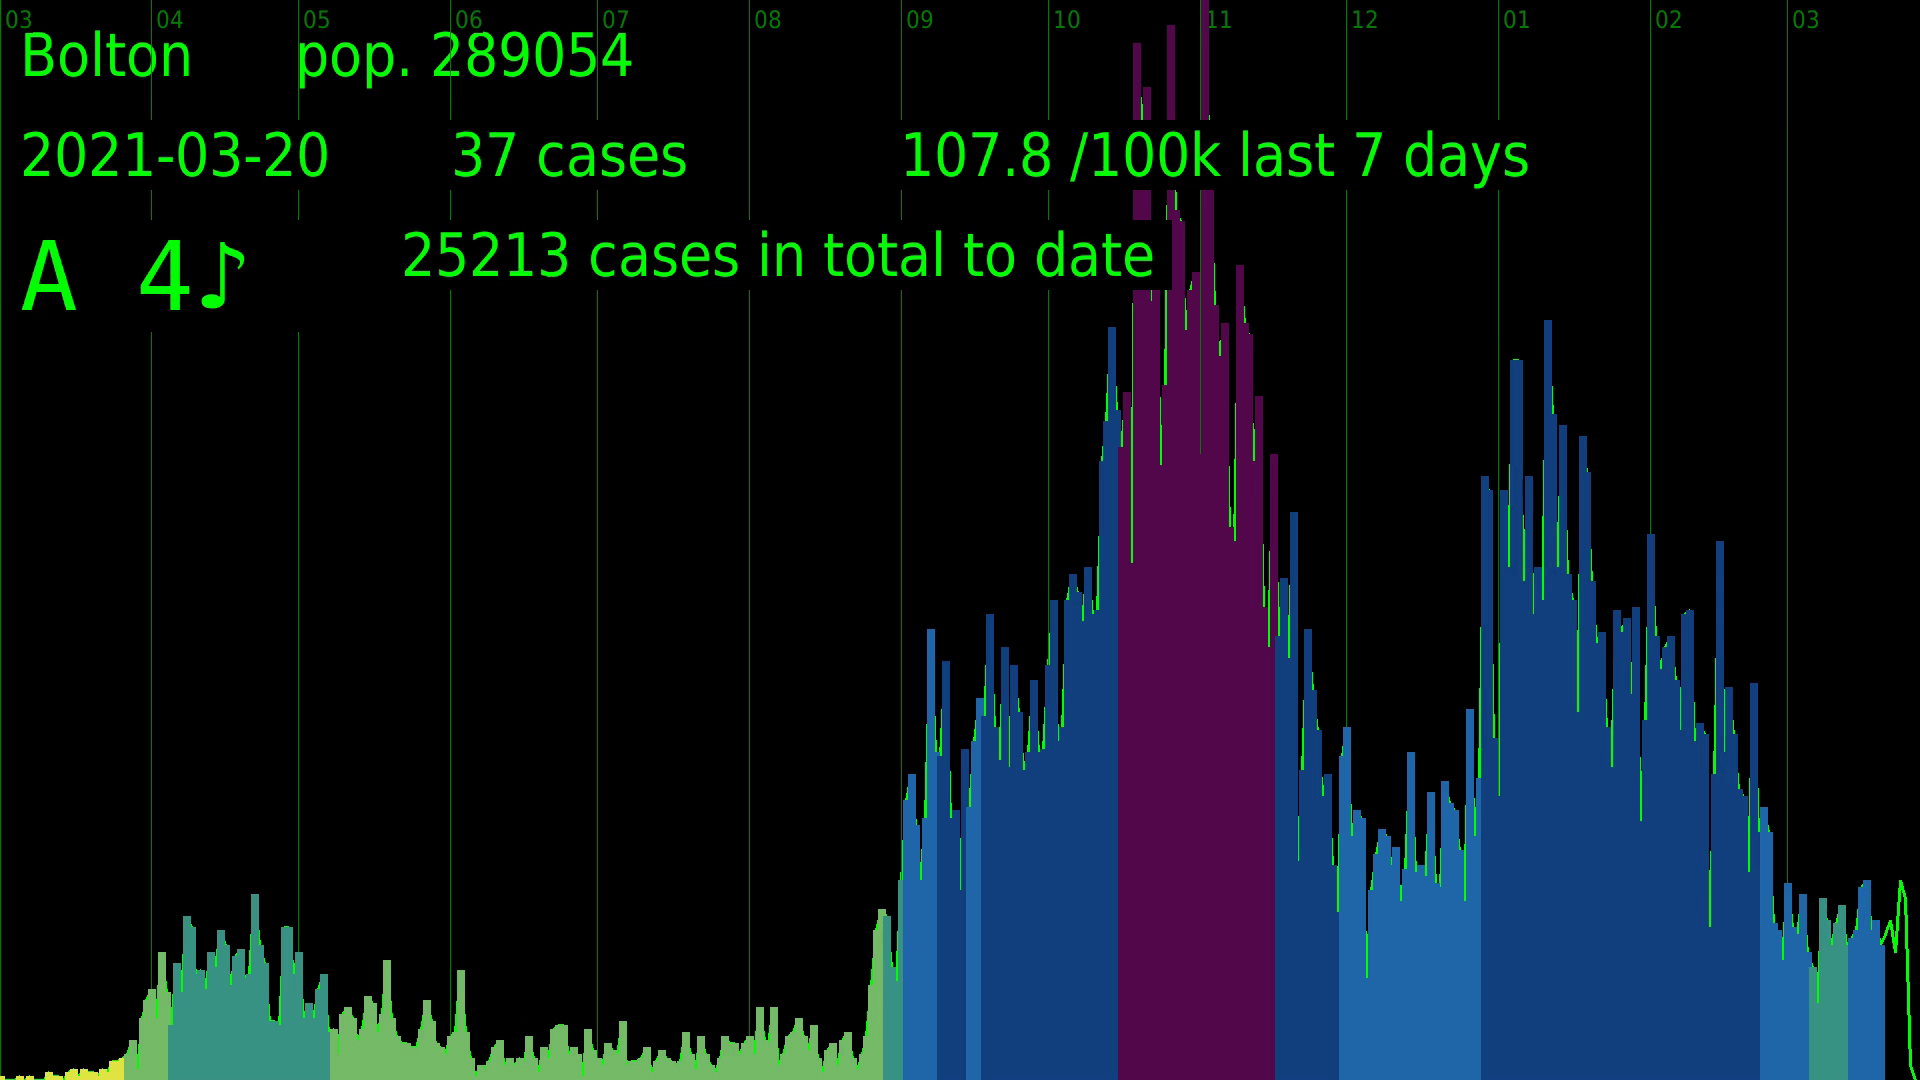 03 04 05 06 07 08 09 10 11 12 01 02 03
Bolton pop. 289054
2021-03-20 37 cases 107.8 /100k last 7 days
A 4♪ 25213 cases in total to date